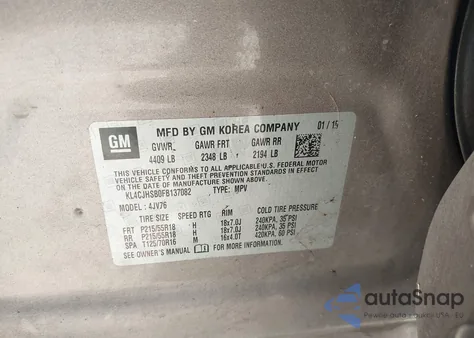 GM
MFD BY GM KOREA COMPANY 01/15
GVWR GAWR FRT GAWR RR
4409 LB 2348 LB 2194 LB
THIS VEHICLE CONFORMS TO ALL APPLICABLE U.S. FEDERAL MOTOR
VEHICLE SAFETY AND THEFT PREVENTION STANDARDS IN EFFECT ON
THE DATE OF MANUFACTURE SHOWN ABOVE.
KL4CJHSB0FB137082 TYPE: MPV
MODEL: 4JV76
TIRE SIZE SPEED RTG RIM COLD TIRE PRESSURE
FRT P215/55R18 H 18x7.0J 240KPA, 35 PSI
RR P215/55R18 H 18x7.0J 240KPA, 35 PSI
SPA T125/70R16 M 16x4.0T 420KPA, 60 PSI
SEE OWNER'S MANUAL FOR ADDITIONAL INFORMATION
autoSnap